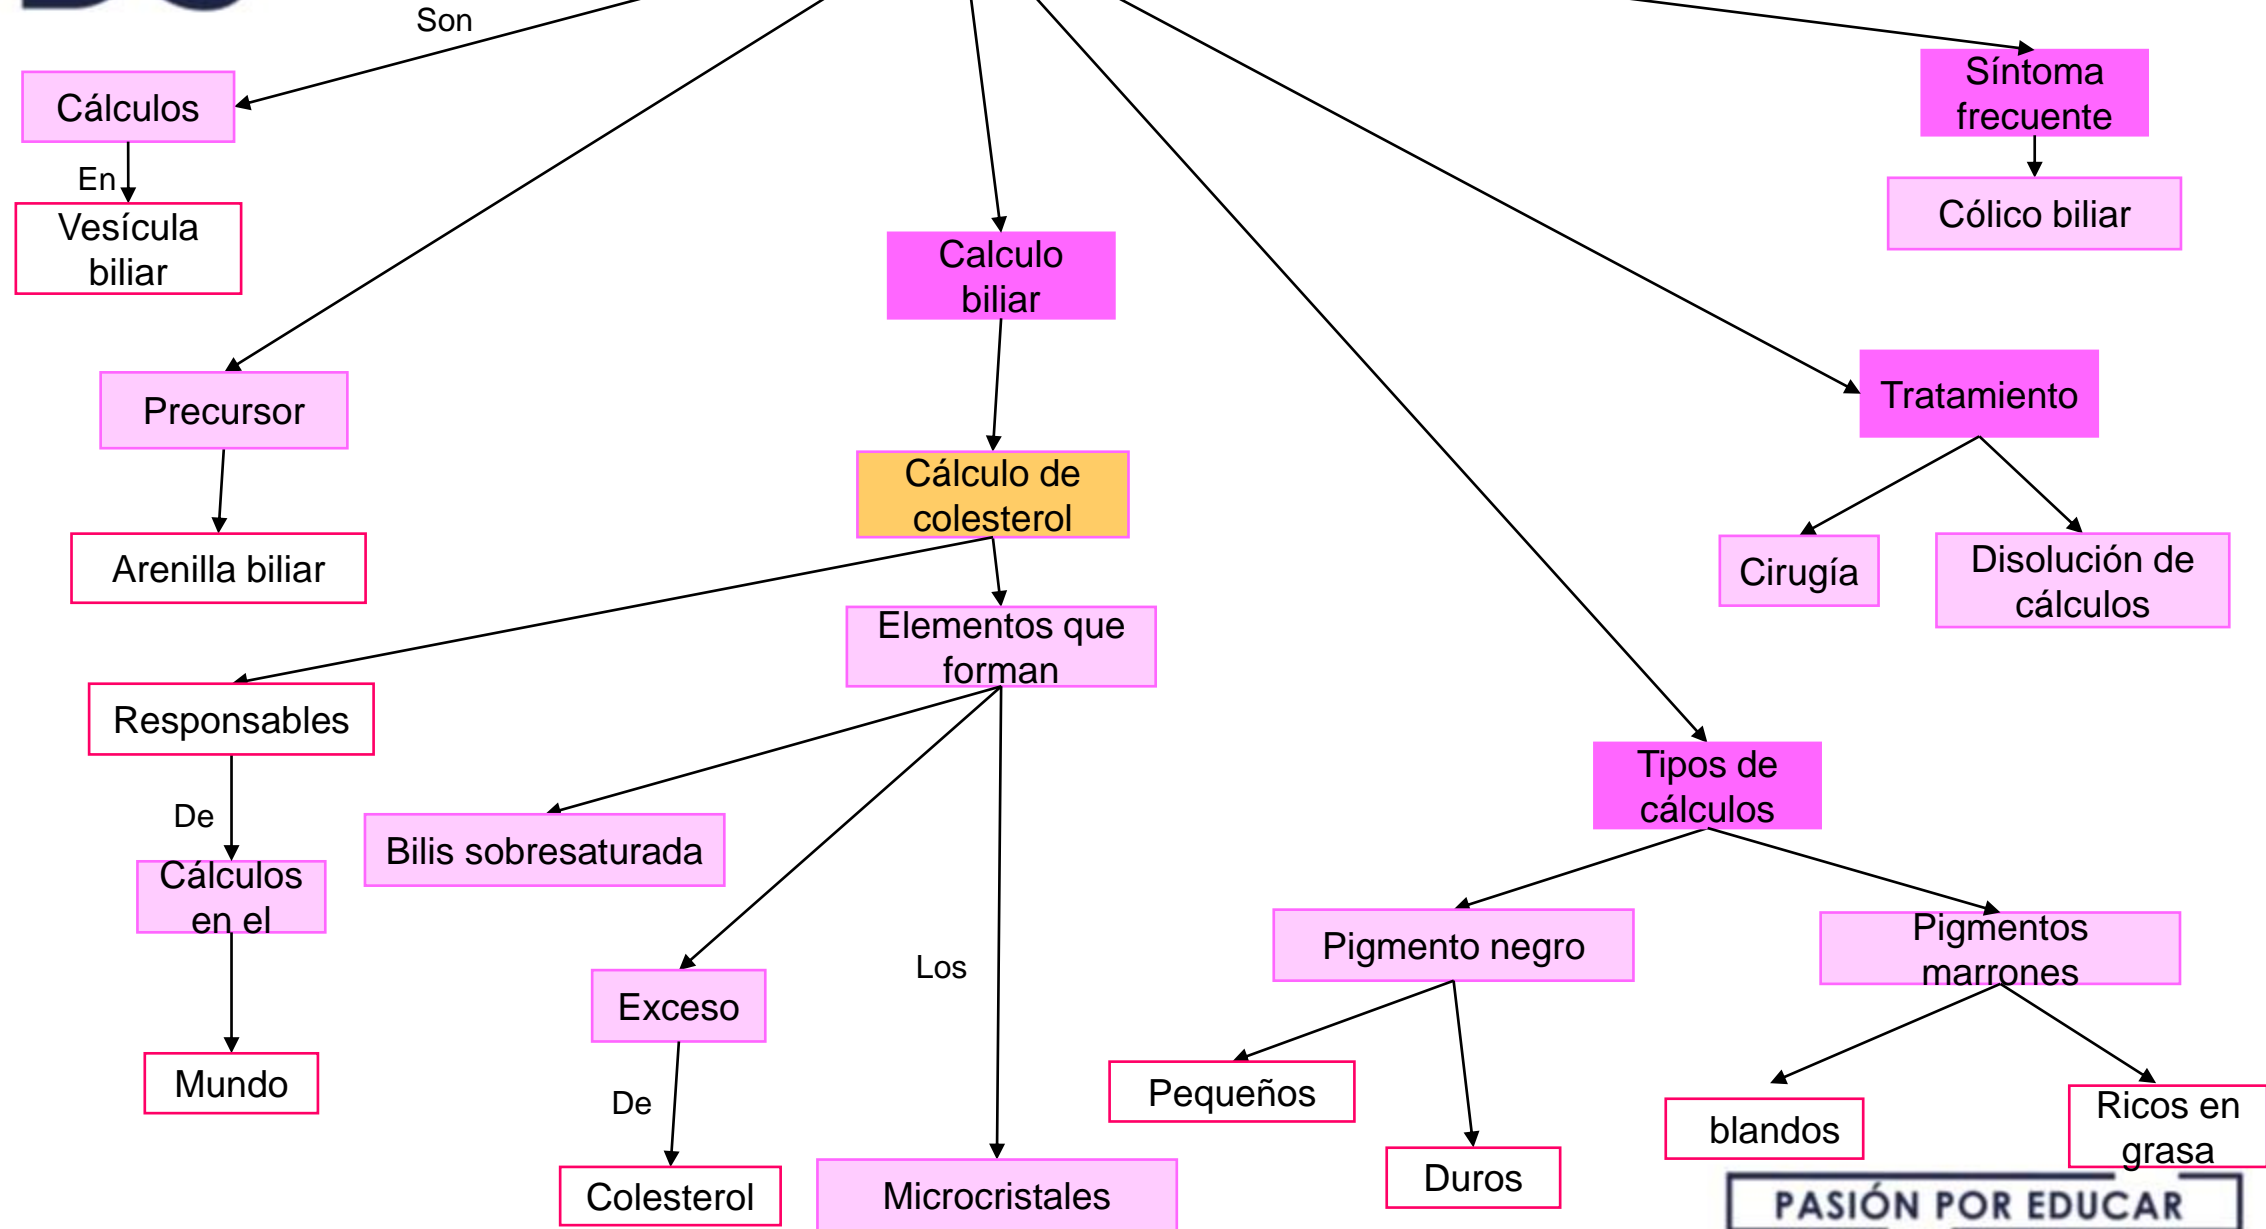 Son
Cálculos
En
Vesícula
biliar
Síntoma
frecuente
Cólico biliar
Calculo
biliar
Precursor
Arenilla biliar
Tratamiento
Cirugía
Disolución de
cálculos
Cálculo de
colesterol
Elementos que
forman
Responsables
De
Cálculos
en el
Mundo
Bilis sobresaturada
Exceso
De
Colesterol
Los
Microcristales
Tipos de
cálculos
Pigmento negro
Pequeños
Duros
Pigmentos
marrones
blandos
Ricos en
grasa
PASIÓN POR EDUCAR